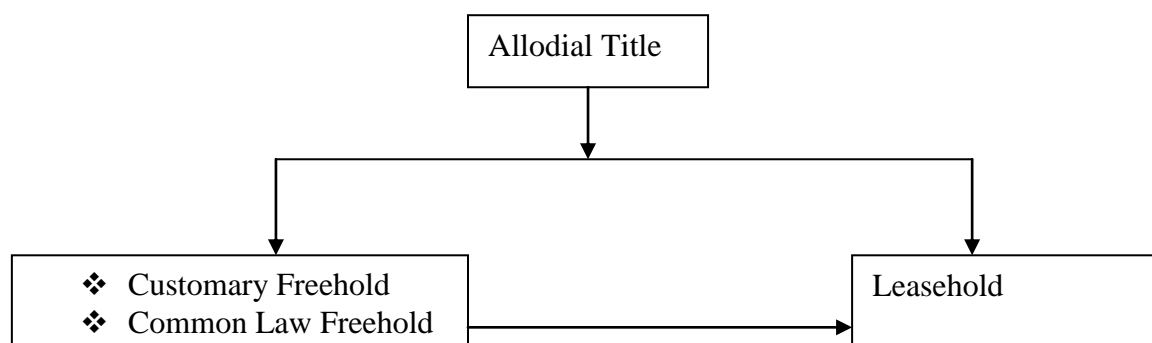 Allodial Title
❖ Customary Freehold
❖ Common Law Freehold
Leasehold